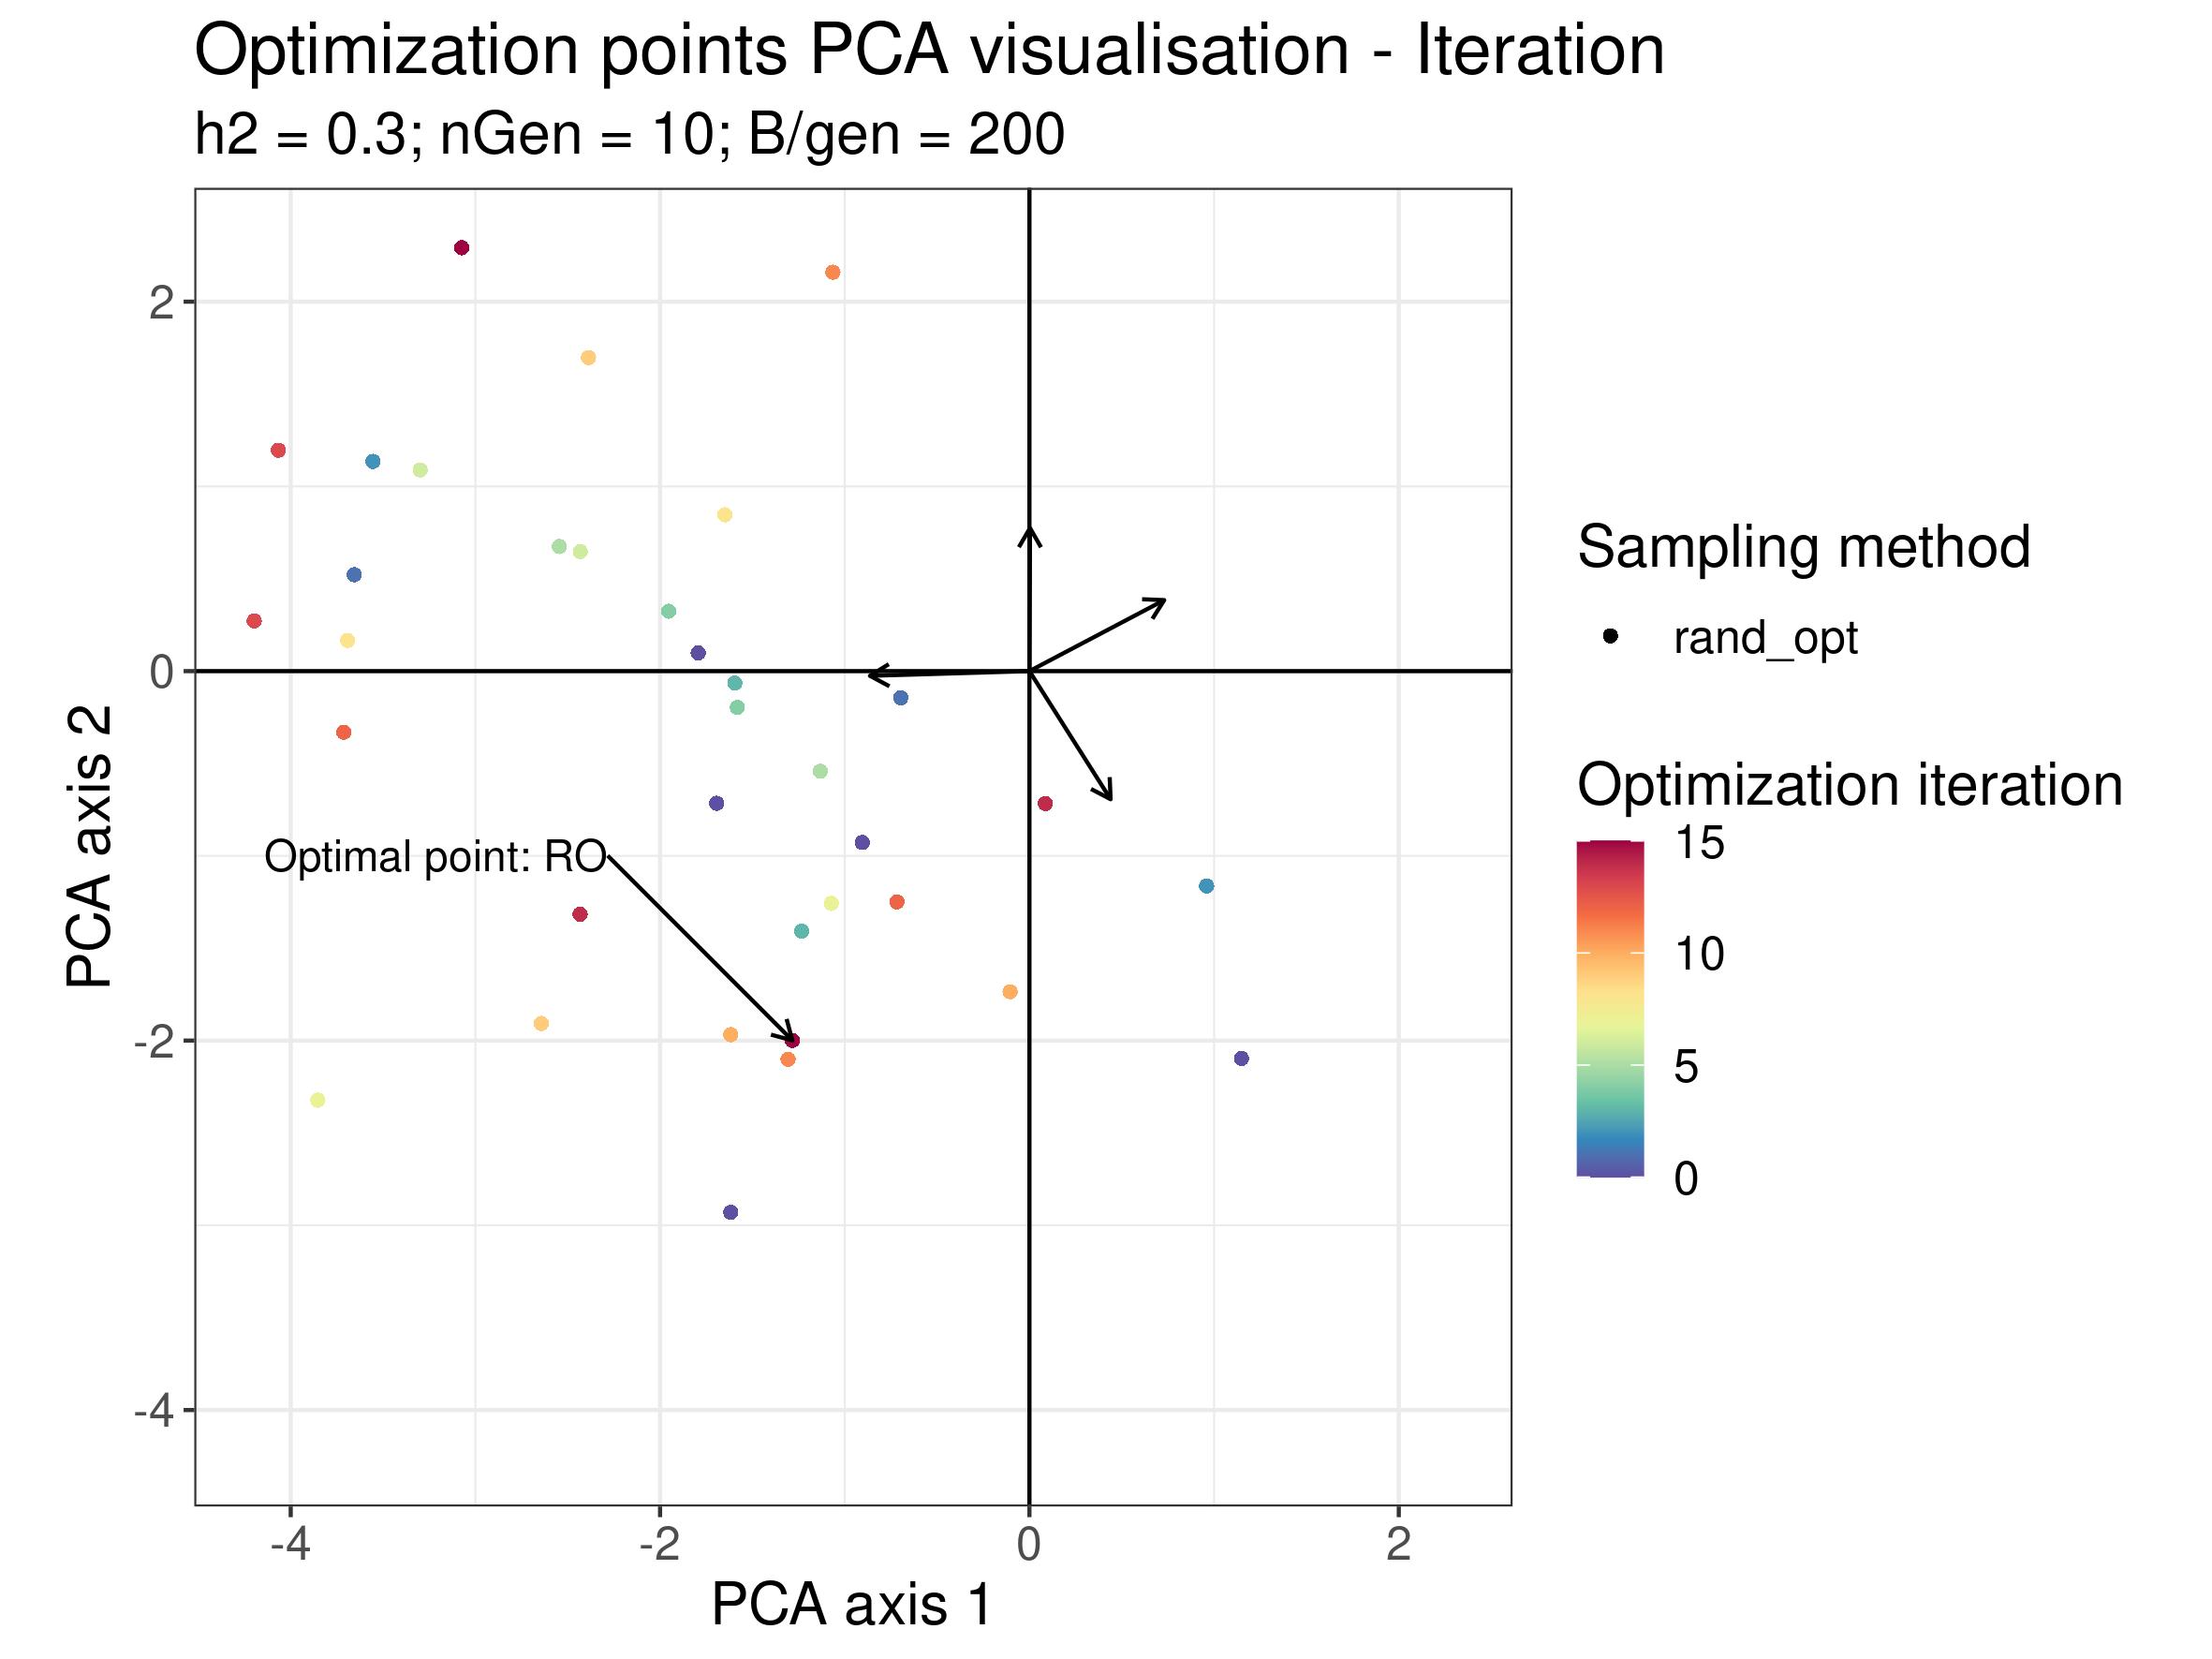 Optimization points PCA visualisation - Iteration
h2 = 0.3; nGen = 10; B/gen = 200
PCA axis 2
2
0
-2
-4
Optimal point: RO
-4
-2
0
2
PCA axis 1
Sampling method
rand_opt
Optimization iteration
15
10
5
0